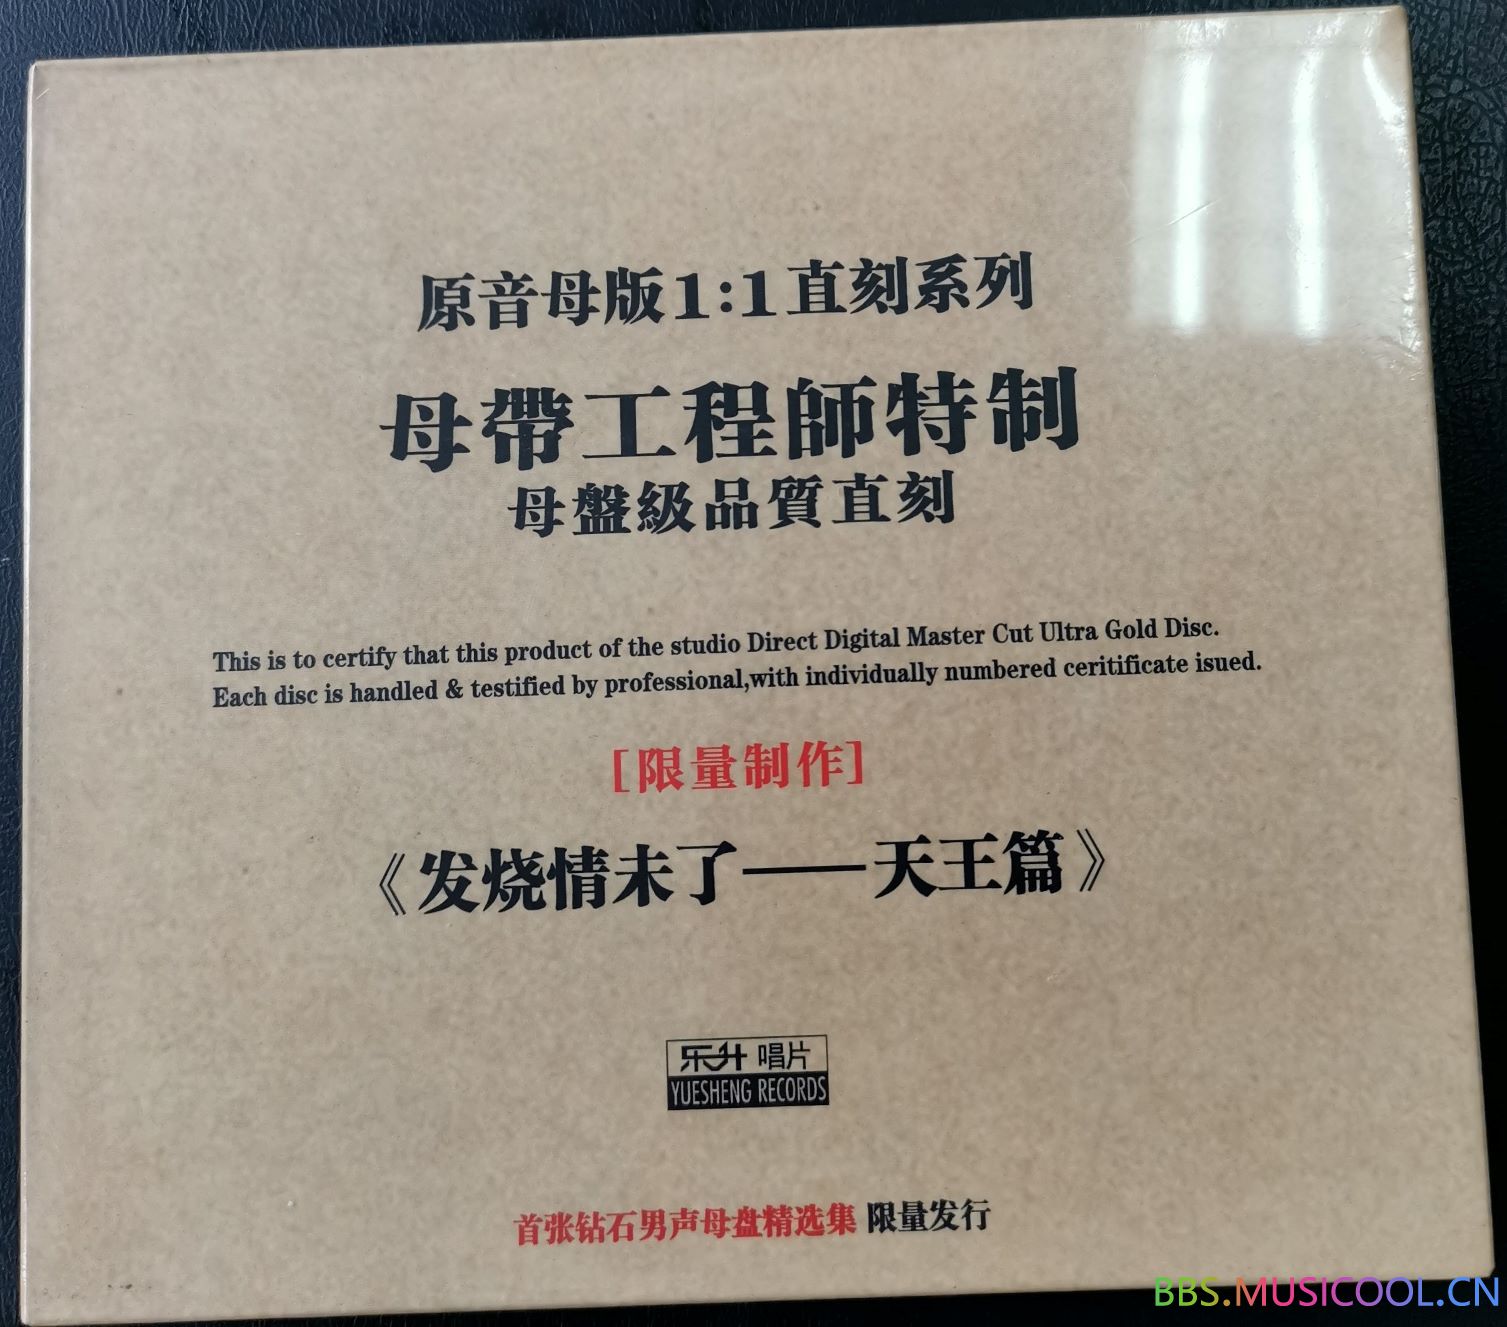 原音母版1:1直刻系列
母帶工程師特制
母盤級品質直刻
This is to certify that this product of the studio Direct Digital Master Cut Ultra Gold Disc.
Each disc is handled & testified by professional,with individually numbered ceritificate isued.
[限量制作]
《发烧情未了——天王篇》
乐升唱片
YUESHENG RECORDS
首张钻石男声母盘精选集 限量发行
BBS.MUSICOOL.CN